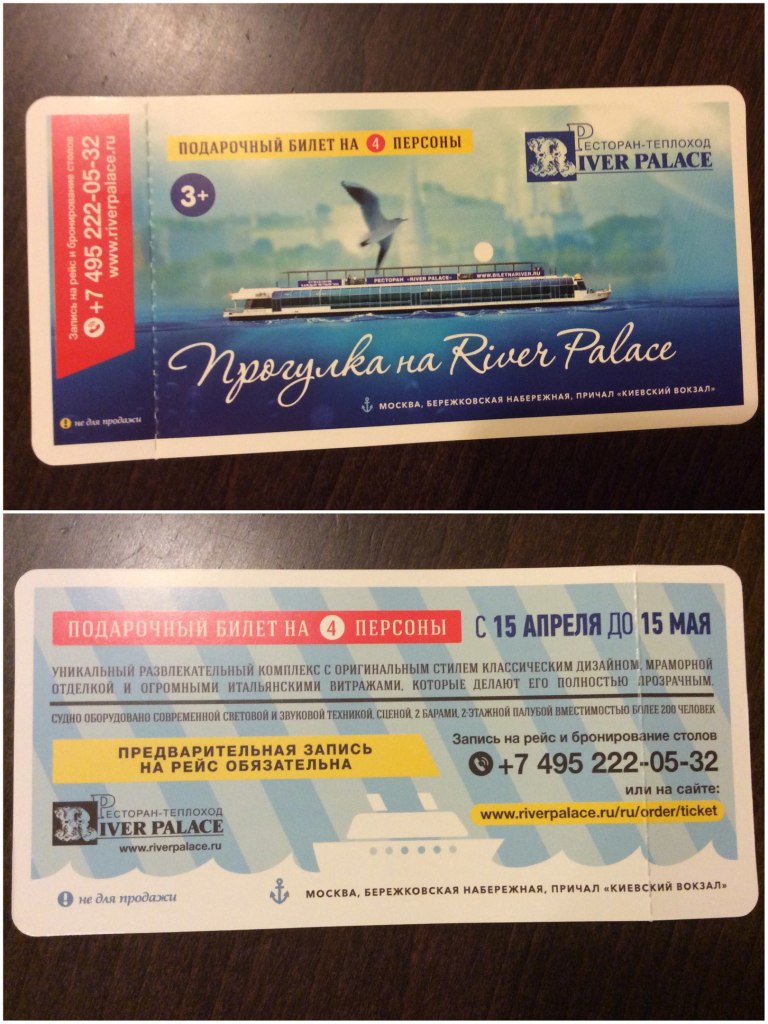 ПОДАРОЧНЫЙ БИЛЕТ НА 4 ПЕРСОНЫ
РЕСТОРАН-ТЕПЛОХОД
RIVER PALACE
3+
Запись на рейс и бронирование столов
+7 495 222-05-32
www.riverpalace.ru
РЕСТОРАН «RIVER PALACE»
WWW.BILETNARIVER.RU
Прогулка на River Palace
МОСКВА, БЕРЕЖКОВСКАЯ НАБЕРЕЖНАЯ, ПРИЧАЛ «КИЕВСКИЙ ВОКЗАЛ»
не для продажи
ПОДАРОЧНЫЙ БИЛЕТ НА 4 ПЕРСОНЫ
С 15 АПРЕЛЯ ДО 15 МАЯ
УНИКАЛЬНЫЙ РАЗВЛЕКАТЕЛЬНЫЙ КОМПЛЕКС С ОРИГИНАЛЬНЫМ СТИЛЕМ КЛАССИЧЕСКИМ ДИЗАЙНОМ, МРАМОРНОЙ
ОТДЕЛКОЙ И ОГРОМНЫМИ ИТАЛЬЯНСКИМИ ВИТРАЖАМИ, КОТОРЫЕ ДЕЛАЮТ ЕГО ПОЛНОСТЬЮ ПРОЗРАЧНЫМ.
СУДНО ОБОРУДОВАНО СОВРЕМЕННОЙ СВЕТОВОЙ И ЗВУКОВОЙ ТЕХНИКОЙ, СЦЕНОЙ, 2 БАРАМИ, 2-ЭТАЖНОЙ ПАЛУБОЙ ВМЕСТИМОСТЬЮ БОЛЕЕ 200 ЧЕЛОВЕК
ПРЕДВАРИТЕЛЬНАЯ ЗАПИСЬ
НА РЕЙС ОБЯЗАТЕЛЬНА
Запись на рейс и бронирование столов
+7 495 222-05-32
или на сайте:
www.riverpalace.ru/ru/order/ticket
РЕСТОРАН-ТЕПЛОХОД
RIVER PALACE
www.riverpalace.ru
не для продажи
МОСКВА, БЕРЕЖКОВСКАЯ НАБЕРЕЖНАЯ, ПРИЧАЛ «КИЕВСКИЙ ВОКЗАЛ»